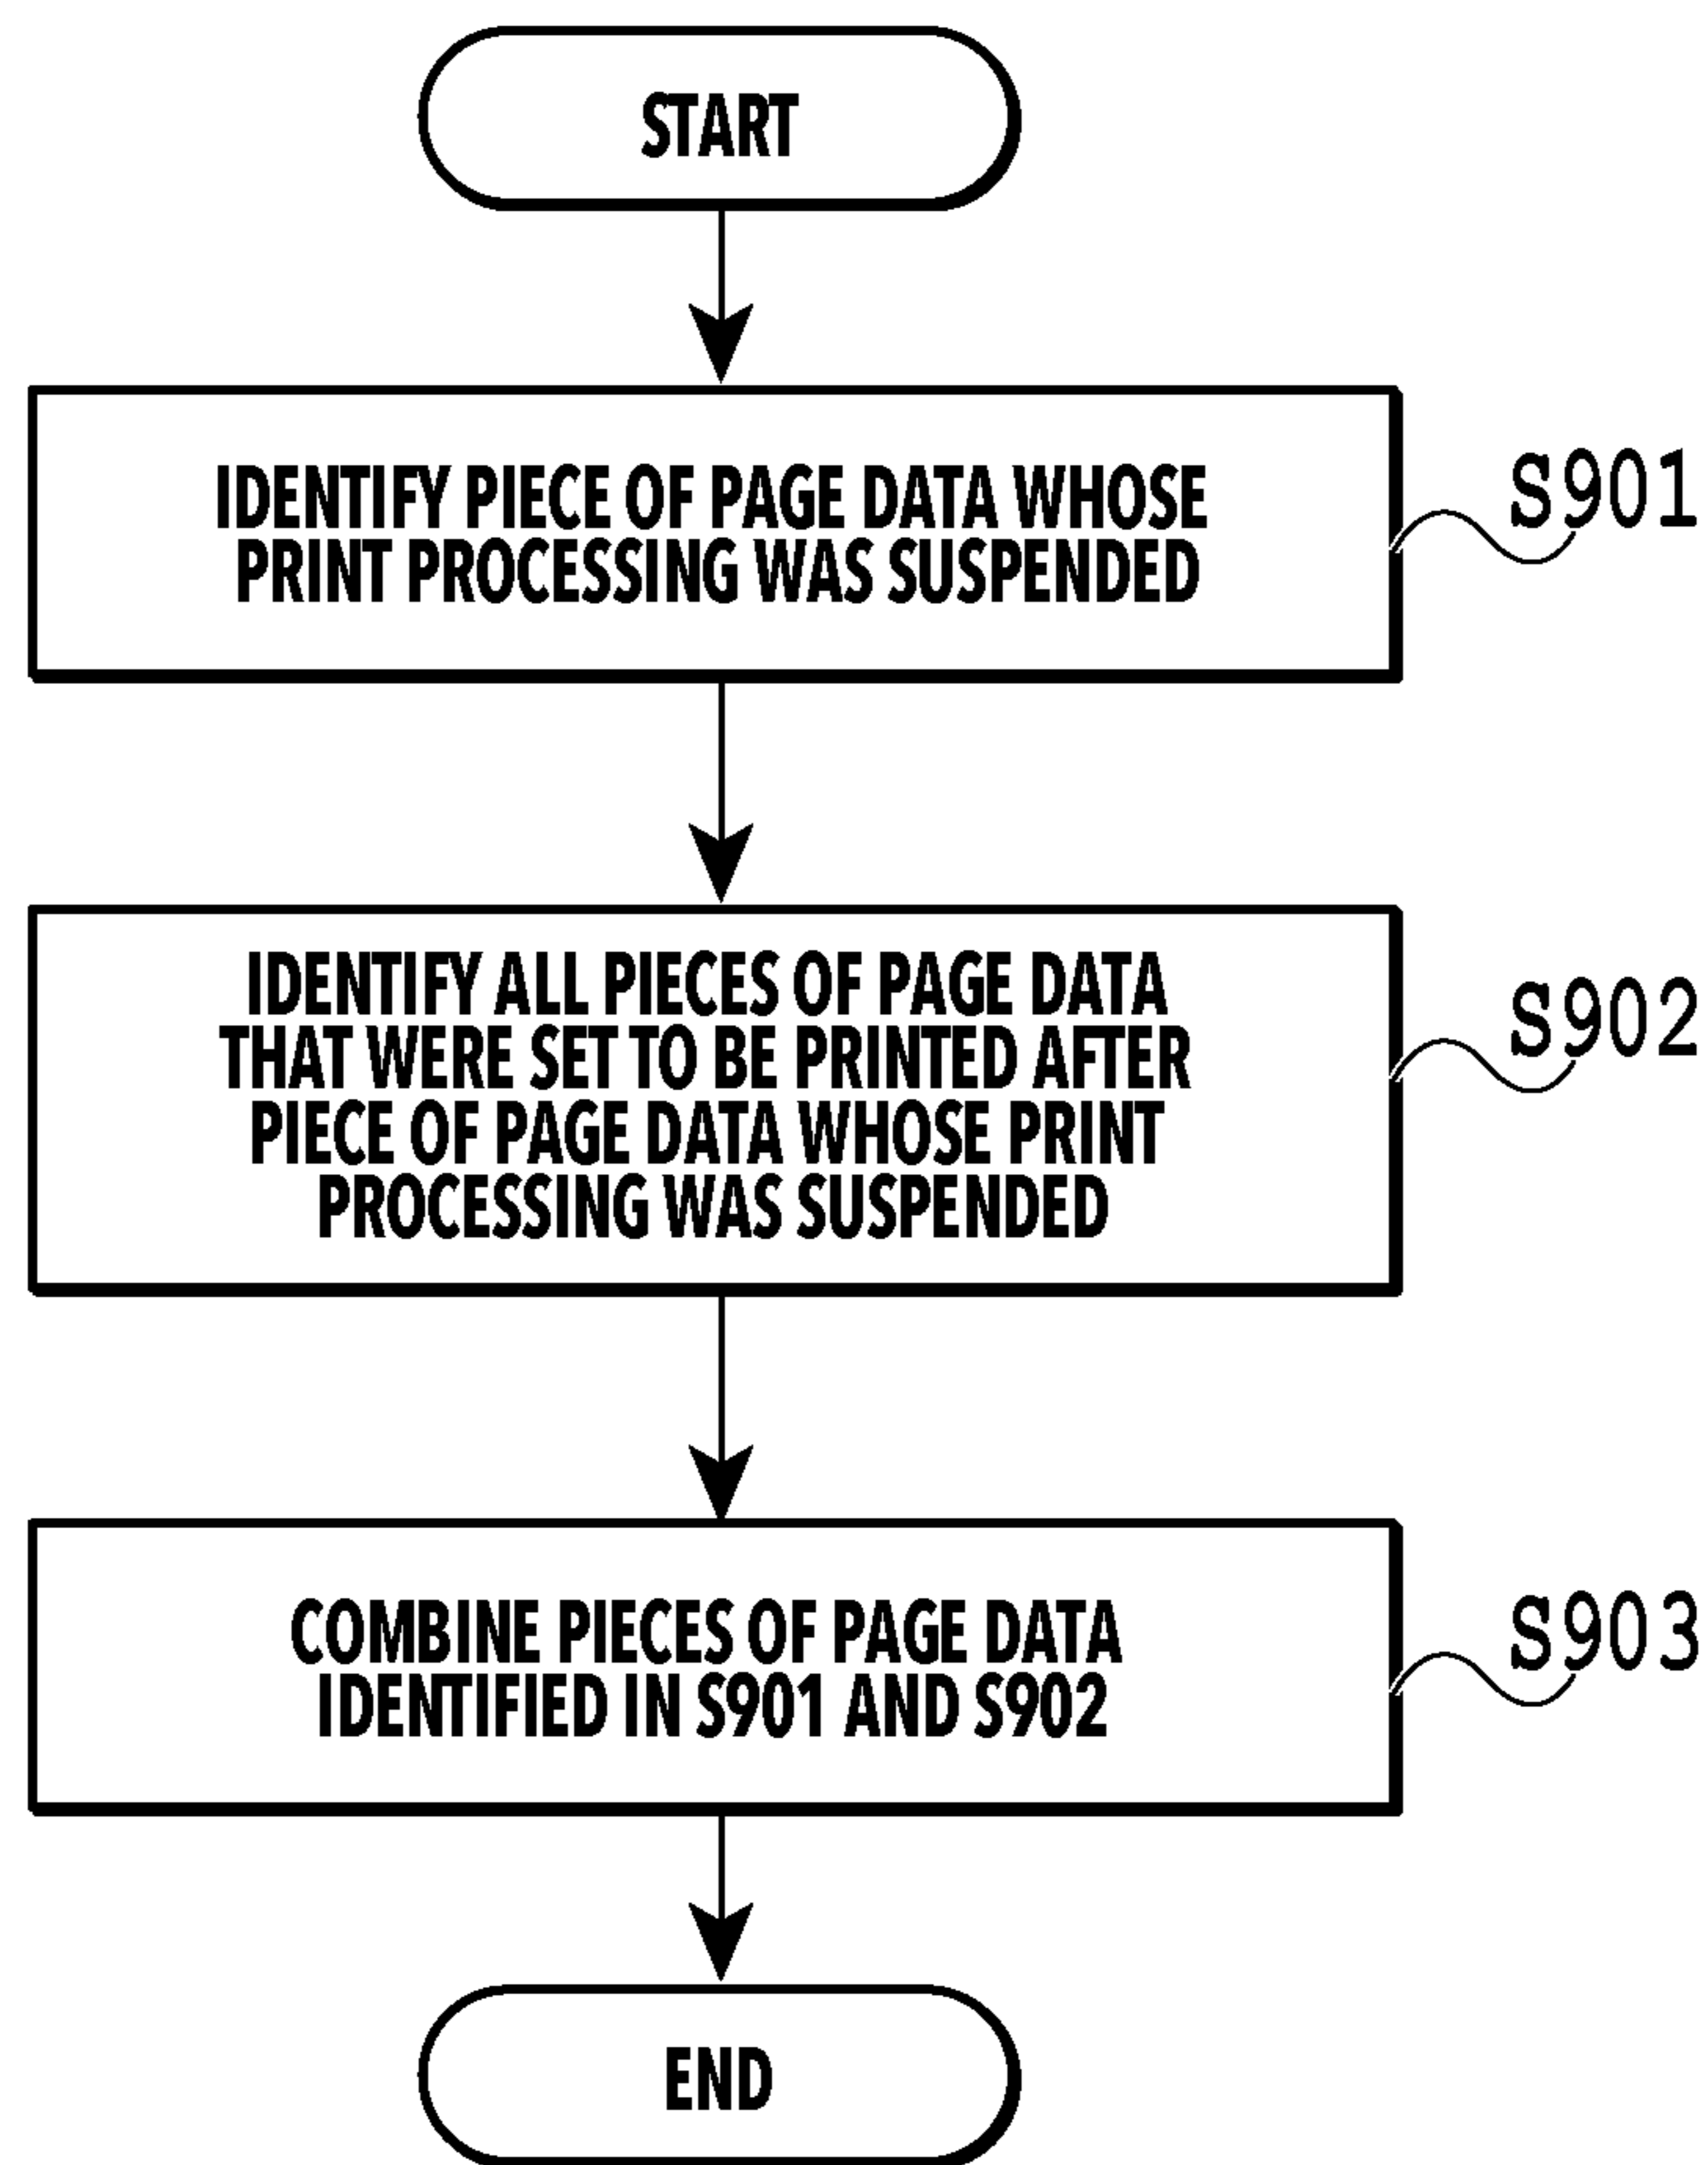 START
IDENTIFY PIECE OF PAGE DATA WHOSE
PRINT PROCESSING WAS SUSPENDED
S901
IDENTIFY ALL PIECES OF PAGE DATA
THAT WERE SET TO BE PRINTED AFTER
PIECE OF PAGE DATA WHOSE PRINT
PROCESSING WAS SUSPENDED
S902
COMBINE PIECES OF PAGE DATA
IDENTIFIED IN S901 AND S902
S903
END